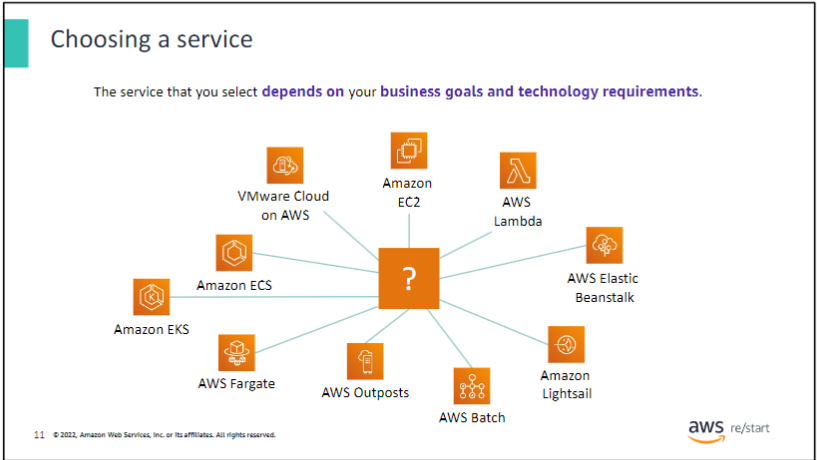 Choosing a service
The service that you select depends on your business goals and technology requirements.
Amazon
EC2
VMware Cloud
on AWS
AWS
Lambda
Amazon ECS
?
AWS Elastic
Beanstalk
K
Amazon EKS
AWS Fargate
AWS Outposts
Amazon
Lightsail
AWS Batch
11 © 2022, Amazon Web Services, Inc. or its affiliates. All rights reserved.
aws re/start